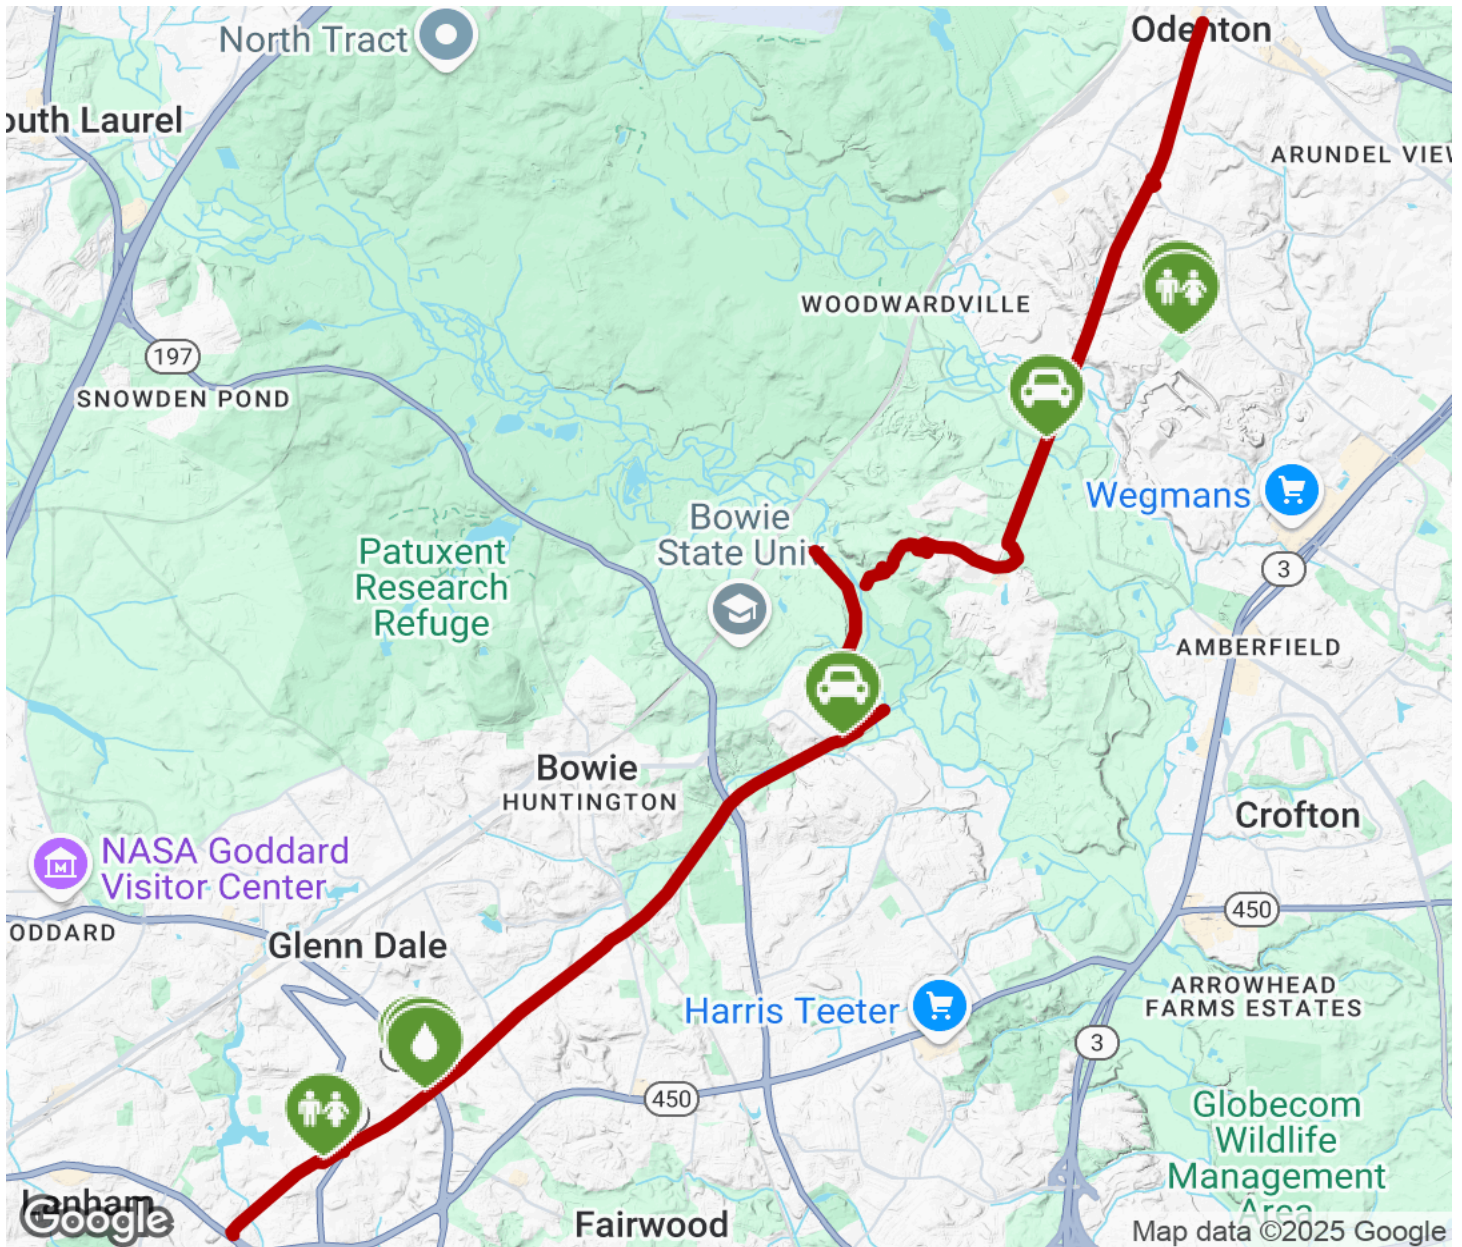 North Tract
Odenton
outh Laurel
ARUNDEL VIEW
WOODWARDVILLE
197
SNOWDEN POND
Wegmans
Bowie
State Univ
Patuxent
Research
Refuge
3
AMBERFIELD
Bowie
HUNTINGTON
Crofton
NASA Goddard
Visitor Center
450
ODDARD
Glenn Dale
ARROWHEAD
FARMS ESTATES
Harris Teeter
3
450
Globecom
Wildlife
Management
Area
Lanham
Google
Fairwood
Map data ©2025 Google